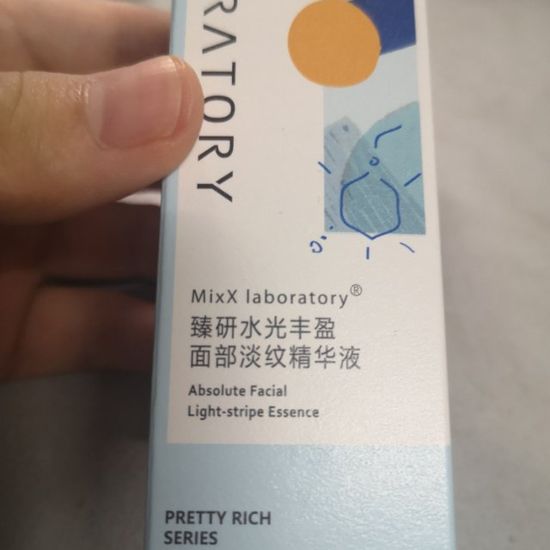 RATORY
MixX laboratory®
臻研水光丰盈
面部淡纹精华液
Absolute Facial
Light-stripe Essence
PRETTY RICH
SERIES